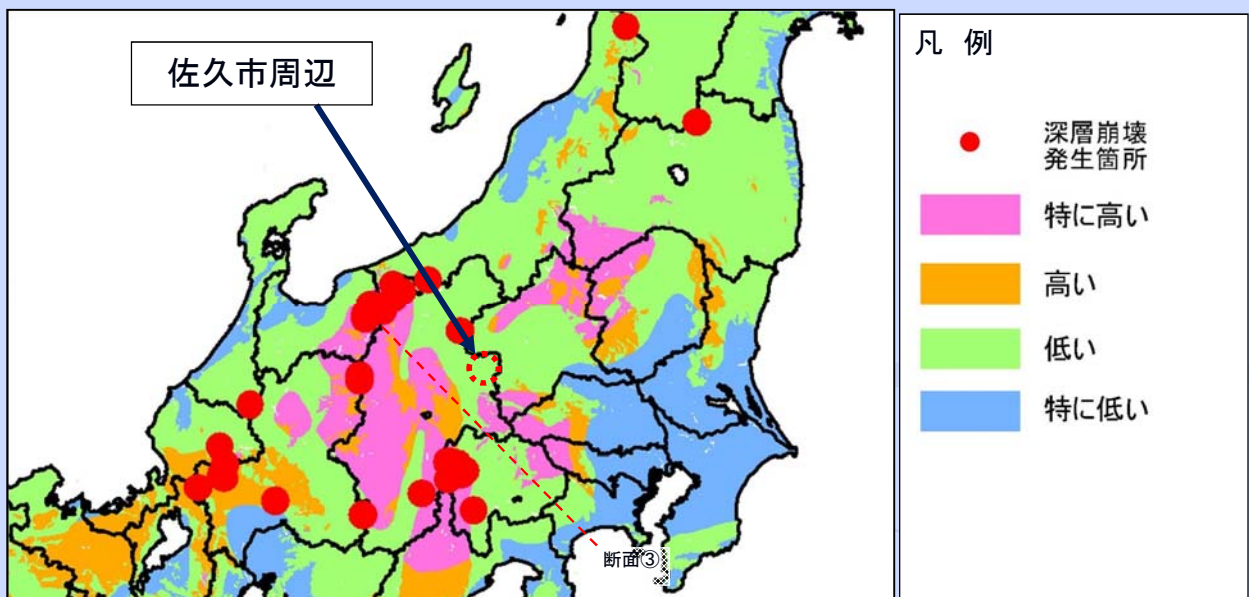 佐久市周辺
断面③
凡 例
深層崩壊
発生箇所
特に高い
高い
低い
特に低い